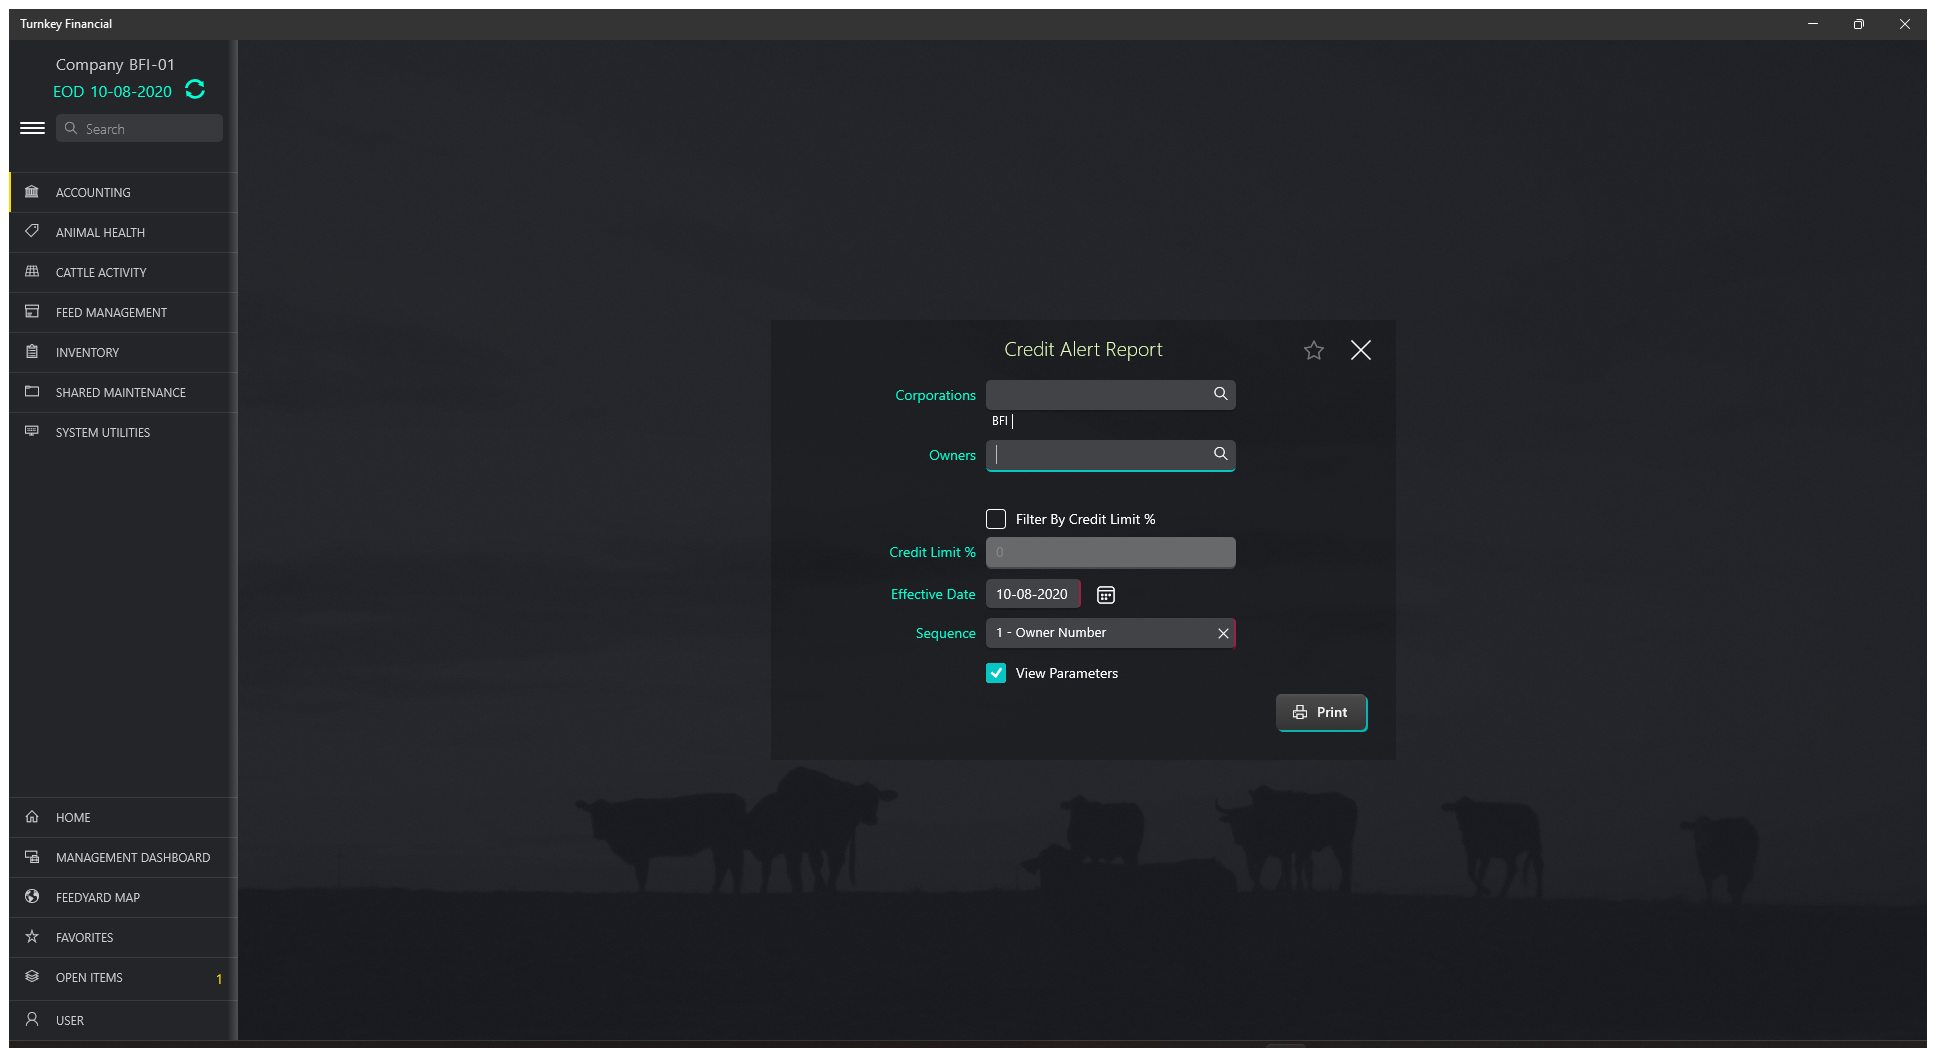 Turnkey Financial
Company BFI-01
EOD 10-08-2020
Search
ACCOUNTING
ANIMAL HEALTH
CATTLE ACTIVITY
FEED MANAGEMENT
INVENTORY
SHARED MAINTENANCE
SYSTEM UTILITIES
HOME
MANAGEMENT DASHBOARD
FEEDYARD MAP
FAVORITES
OPEN ITEMS 1
USER
Credit Alert Report
Corporations
BFI |
Owners
Filter By Credit Limit %
Credit Limit % 0
Effective Date 10-08-2020
Sequence 1 - Owner Number
View Parameters
Print